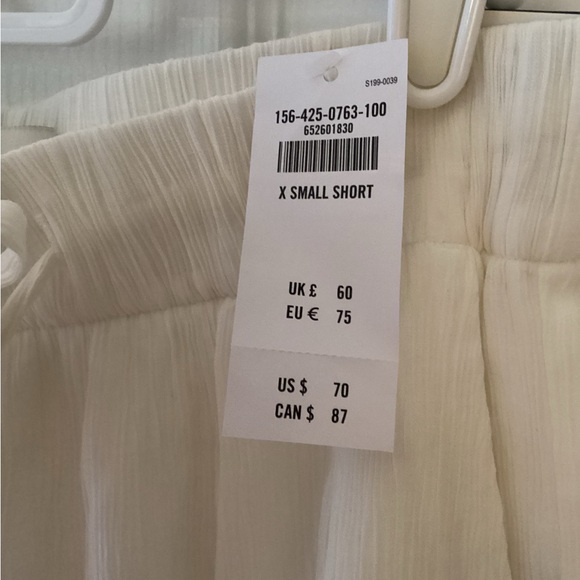 S199-0039
156-425-0763-100
652601830
X SMALL SHORT
UK £ 60
EU € 75
US $ 70
CAN $ 87